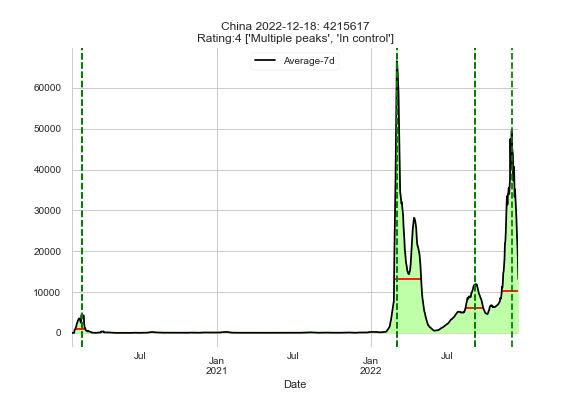 China 2022-12-18: 4215617
Rating:4 ['Multiple peaks', 'In control']
Average-7d
60000
50000
40000
30000
20000
10000
0
Jul
Jan
2021
Jul
Jan
2022
Jul
Date